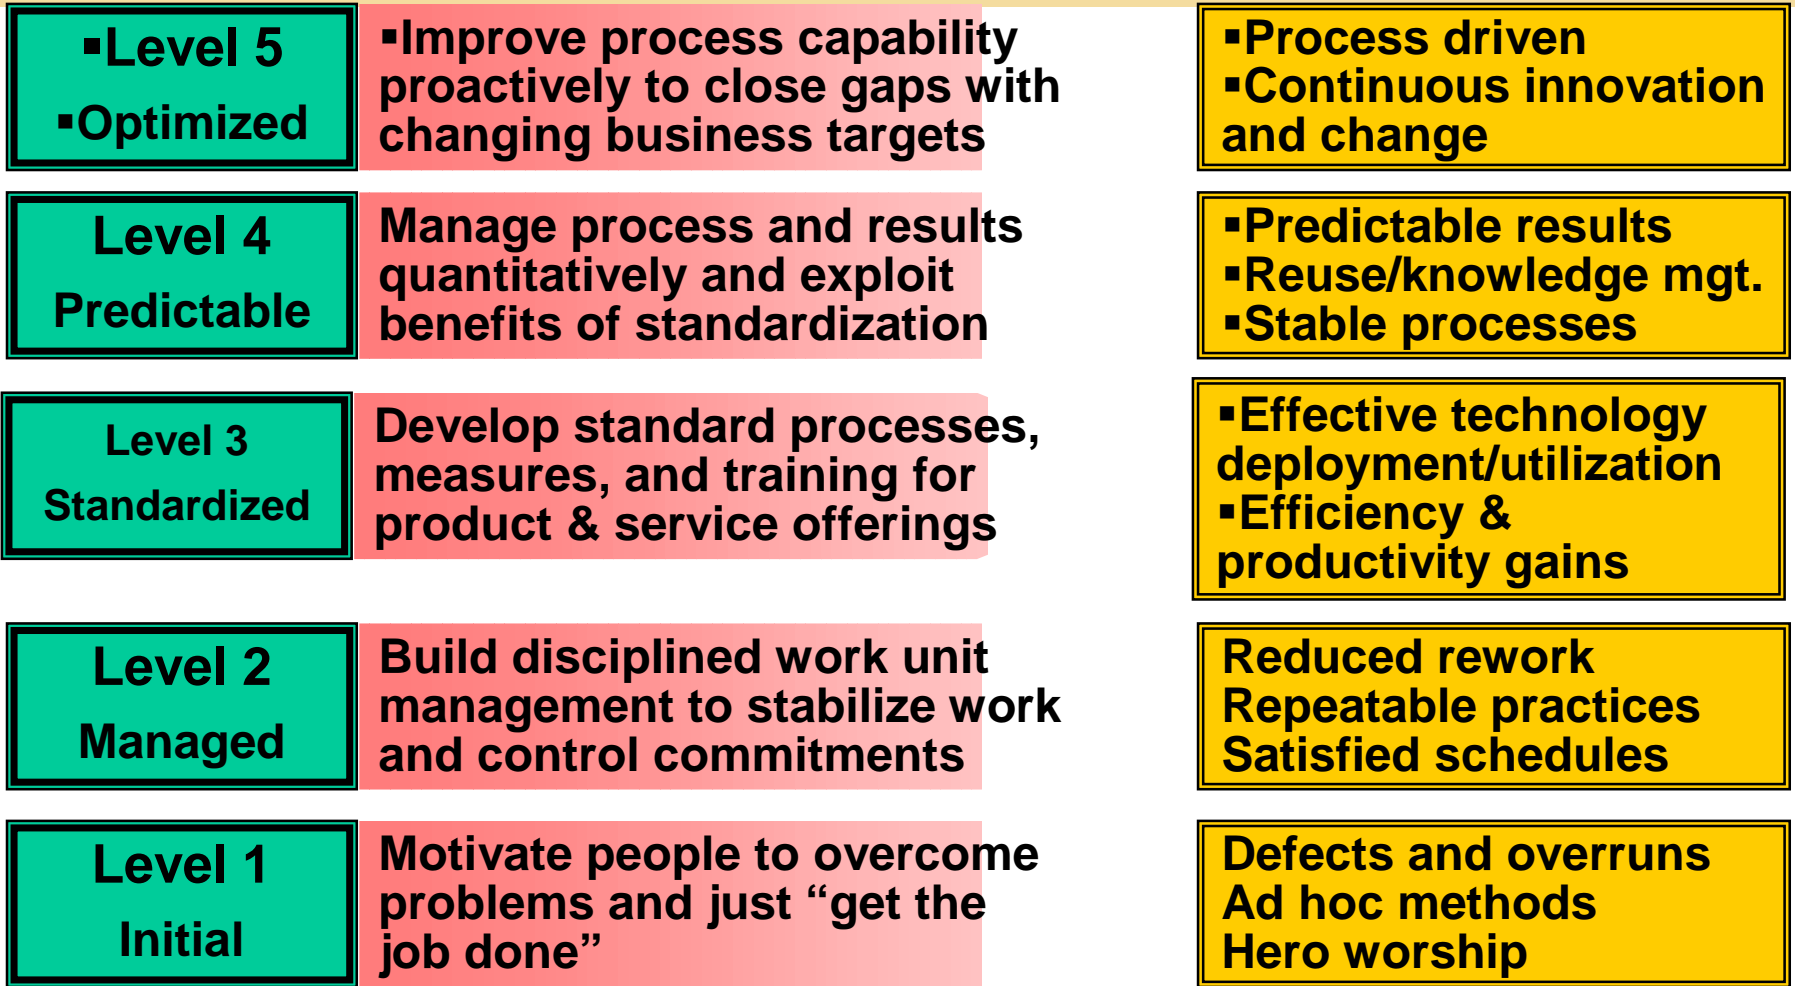 ▪Level 5
▪Optimized
▪Improve process capability
proactively to close gaps with
changing business targets
▪Process driven
▪Continuous innovation
and change
Level 4
Predictable
Manage process and results
quantitatively and exploit
benefits of standardization
▪Predictable results
▪Reuse/knowledge mgt.
▪Stable processes
Level 3
Standardized
Develop standard processes,
measures, and training for
product & service offerings
▪Effective technology
deployment/utilization
▪Efficiency &
productivity gains
Level 2
Managed
Build disciplined work unit
management to stabilize work
and control commitments
Reduced rework
Repeatable practices
Satisfied schedules
Level 1
Initial
Motivate people to overcome
problems and just “get the
job done”
Defects and overruns
Ad hoc methods
Hero worship